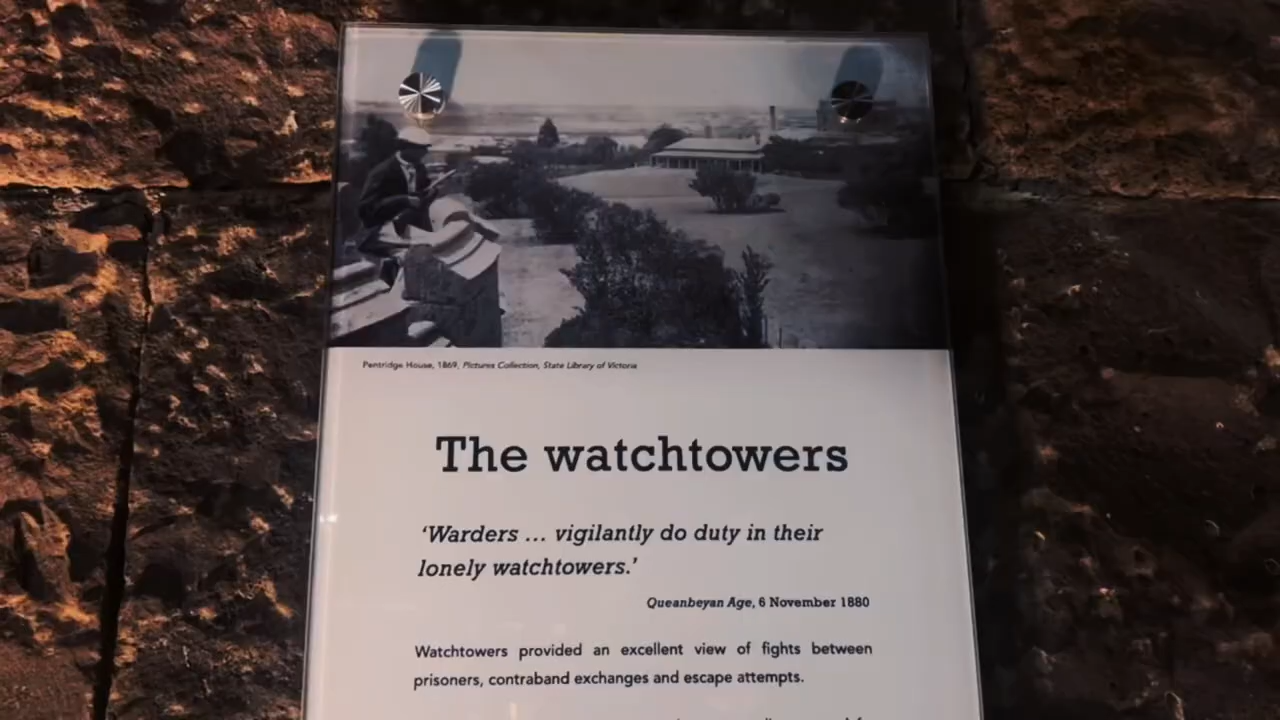 Pentridge House, 1869, Pictures Collection, State Library of Victoria
The watchtowers
‘Warders ... vigilantly do duty in their
lonely watchtowers.’
Queanbeyan Age, 6 November 1880
Watchtowers provided an excellent view of fights between
prisoners, contraband exchanges and escape attempts.